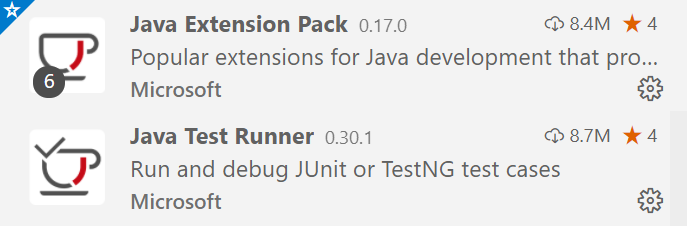 Java Extension Pack 0.17.0 8.4M 4
Popular extensions for Java development that pro...
6
Microsoft
Java Test Runner 0.30.1 8.7M 4
Run and debug JUnit or TestNG test cases
Microsoft